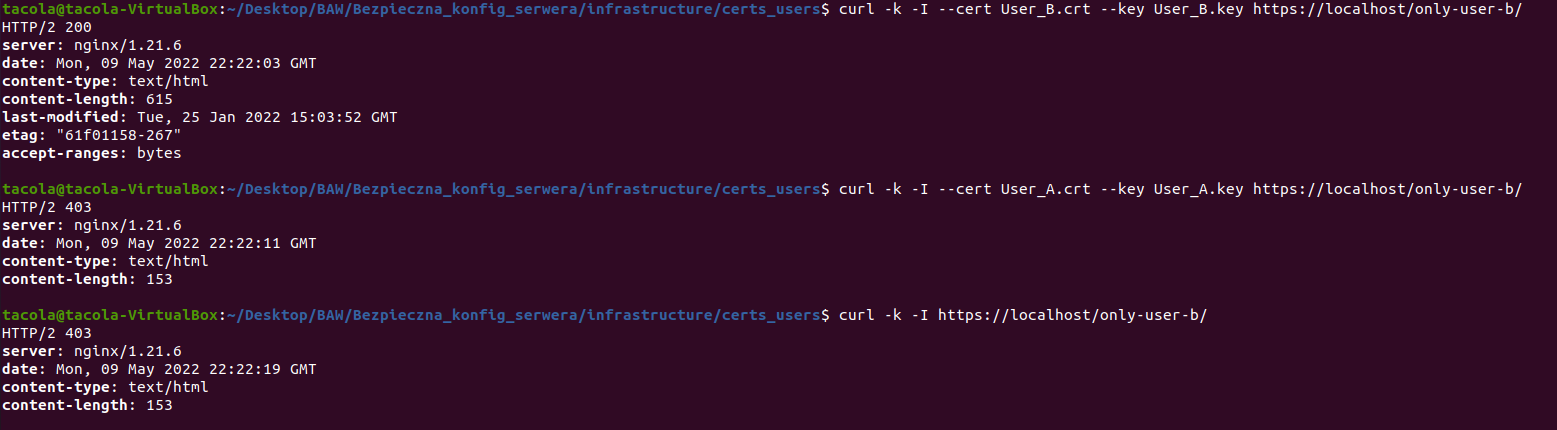 tacola@tacola-VirtualBox:~/Desktop/BAW/Bezpieczna_konfig_serwera/infrastructure/certs_users$ curl -k -I --cert User_B.crt --key User_B.key https://localhost/only-user-b/
HTTP/2 200
server: nginx/1.21.6
date: Mon, 09 May 2022 22:22:03 GMT
content-type: text/html
content-length: 615
last-modified: Tue, 25 Jan 2022 15:03:52 GMT
etag: "61f01158-267"
accept-ranges: bytes
tacola@tacola-VirtualBox:~/Desktop/BAW/Bezpieczna_konfig_serwera/infrastructure/certs_users$ curl -k -I --cert User_A.crt --key User_A.key https://localhost/only-user-b/
HTTP/2 403
server: nginx/1.21.6
date: Mon, 09 May 2022 22:22:11 GMT
content-type: text/html
content-length: 153
tacola@tacola-VirtualBox:~/Desktop/BAW/Bezpieczna_konfig_serwera/infrastructure/certs_users$ curl -k -I https://localhost/only-user-b/
HTTP/2 403
server: nginx/1.21.6
date: Mon, 09 May 2022 22:22:19 GMT
content-type: text/html
content-length: 153